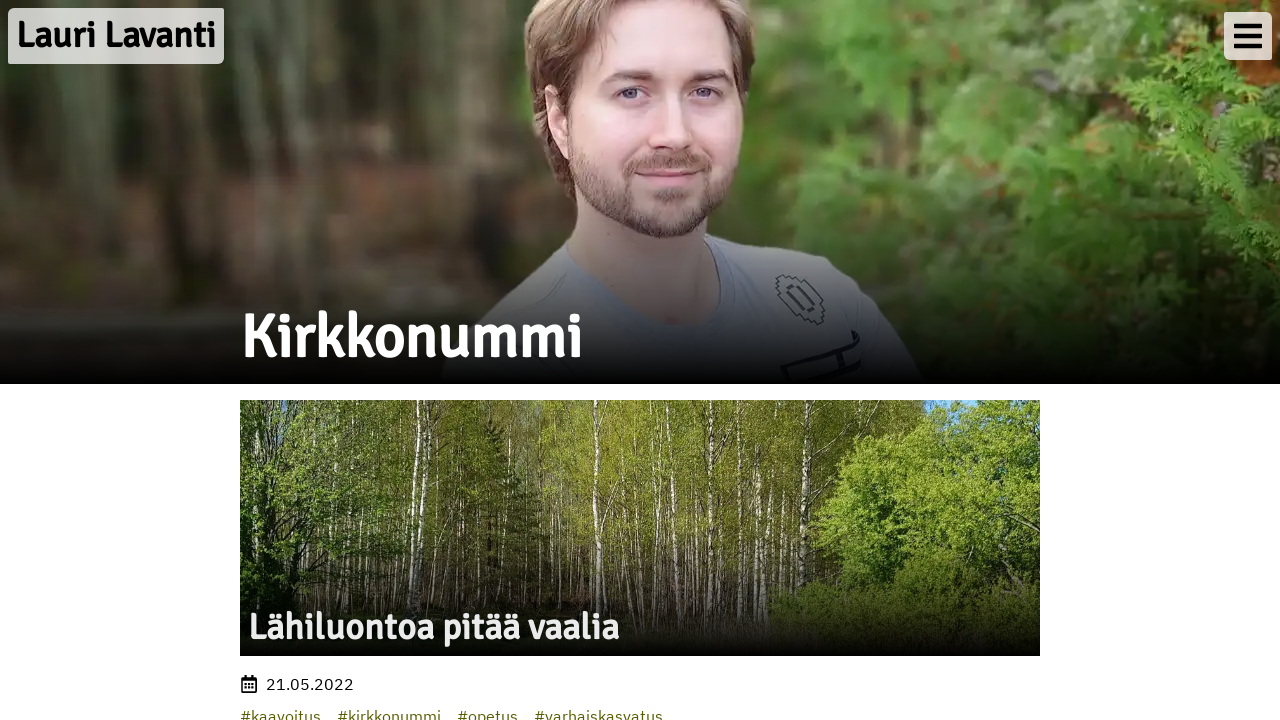 Lauri Lavanti
Kirkkonummi
Lähiluontoa pitää vaalia
21.05.2022
#kaavoitus #kirkkonummi #opetus #varhaiskasvatus